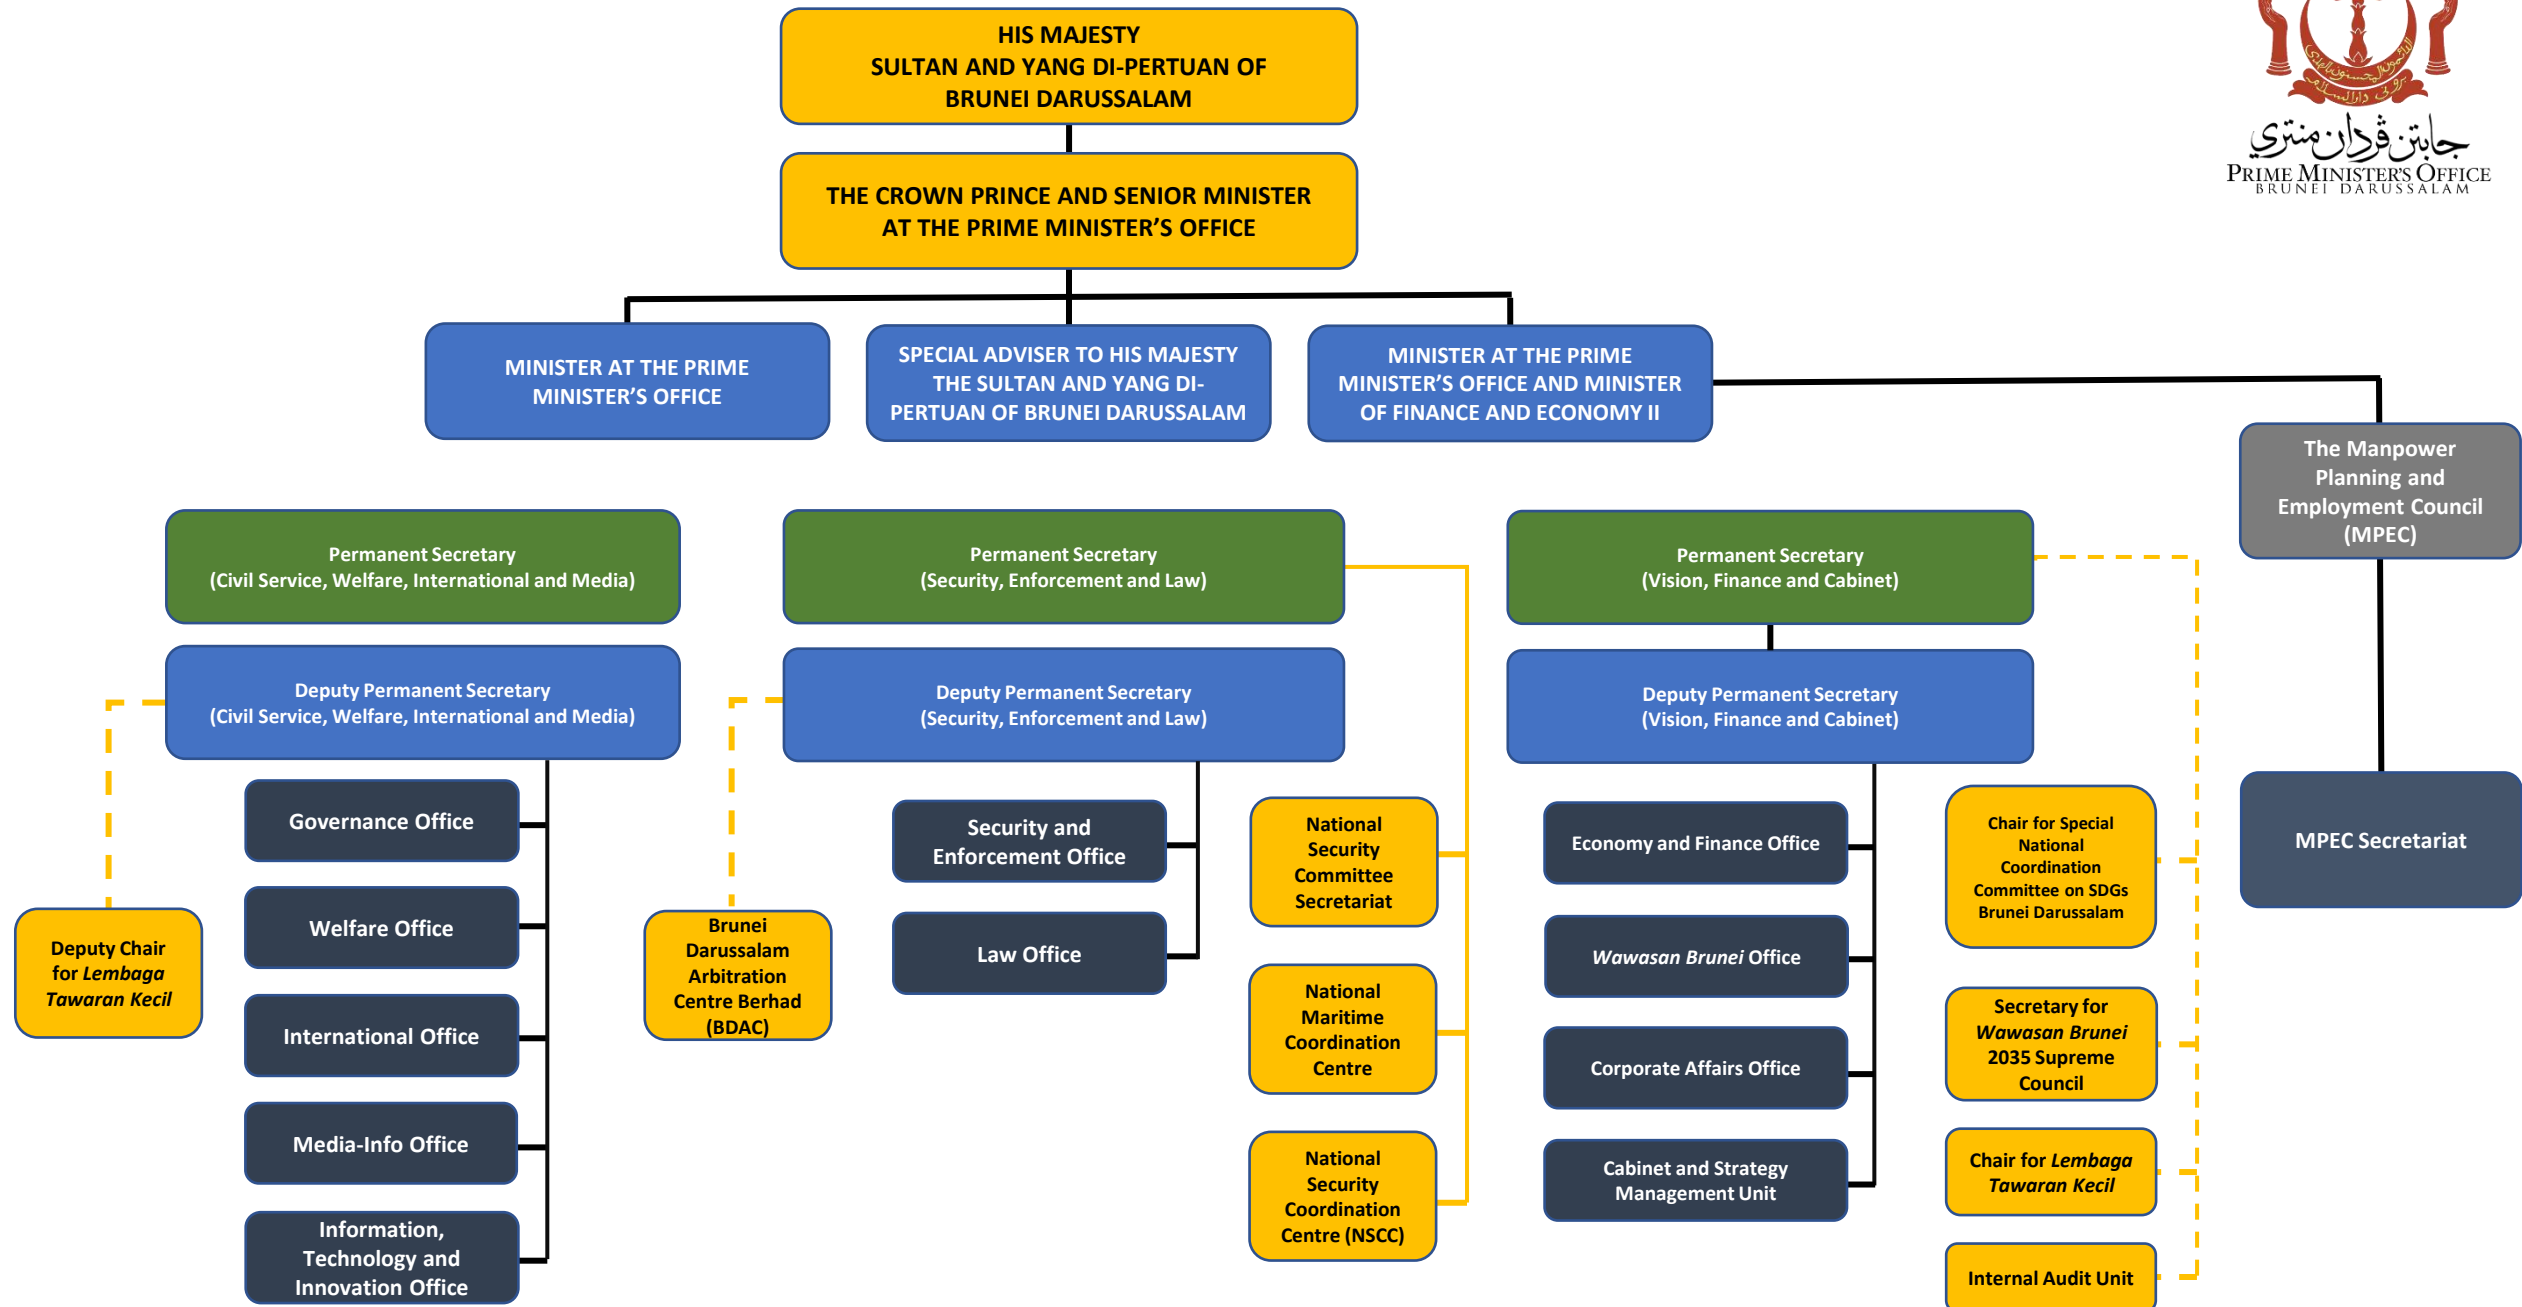 HIS MAJESTY
SULTAN AND YANG DI-PERTUAN OF
BRUNEI DARUSSALAM
THE CROWN PRINCE AND SENIOR MINISTER
AT THE PRIME MINISTER’S OFFICE
جابتن ڤردان منتري
PRIME MINISTER'S OFFICE
BRUNEI DARUSSALAM
MINISTER AT THE PRIME
MINISTER’S OFFICE
SPECIAL ADVISER TO HIS MAJESTY
THE SULTAN AND YANG DI-
PERTUAN OF BRUNEI DARUSSALAM
MINISTER AT THE PRIME
MINISTER’S OFFICE AND MINISTER
OF FINANCE AND ECONOMY II
The Manpower
Planning and
Employment Council
(MPEC)
MPEC Secretariat
Permanent Secretary
(Civil Service, Welfare, International and Media)
Deputy Permanent Secretary
(Civil Service, Welfare, International and Media)
Governance Office
Welfare Office
International Office
Media-Info Office
Information,
Technology and
Innovation Office
Deputy Chair
for Lembaga
Tawaran Kecil
Permanent Secretary
(Security, Enforcement and Law)
Deputy Permanent Secretary
(Security, Enforcement and Law)
Brunei
Darussalam
Arbitration
Centre Berhad
(BDAC)
Security and
Enforcement Office
Law Office
National
Security
Committee
Secretariat
National
Maritime
Coordination
Centre
National
Security
Coordination
Centre (NSCC)
Permanent Secretary
(Vision, Finance and Cabinet)
Deputy Permanent Secretary
(Vision, Finance and Cabinet)
Economy and Finance Office
Wawasan Brunei Office
Corporate Affairs Office
Cabinet and Strategy
Management Unit
Chair for Special
National
Coordination
Committee on SDGs
Brunei Darussalam
Secretary for
Wawasan Brunei
2035 Supreme
Council
Chair for Lembaga
Tawaran Kecil
Internal Audit Unit